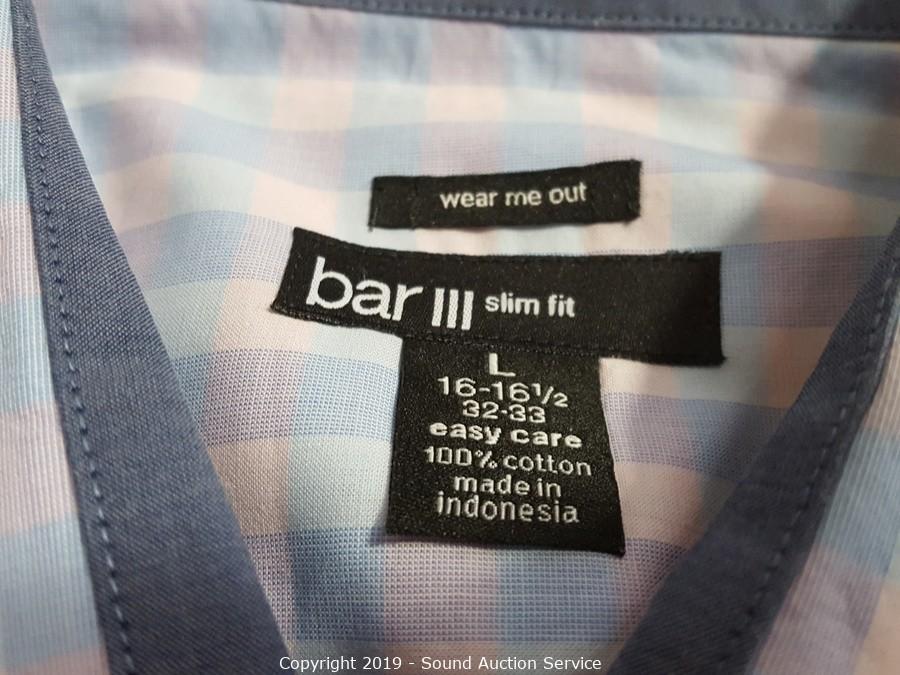 wear me out
bar III slim fit
L
16-16½
32-33
easy care
100% cotton
made in
indonesia
Copyright 2019 - Sound Auction Service